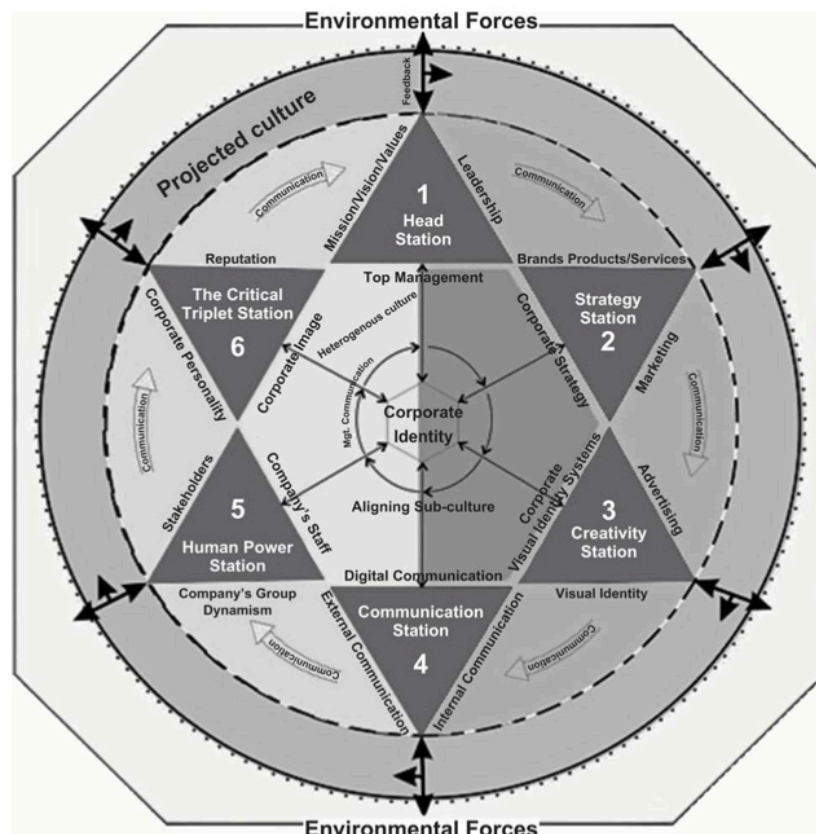 Environmental Forces
Feedback
Projected culture
Communication
Mission/Vision/Values
1
Head
Station
Leadership
Top Management
Communication
Brands Products/Services
Strategy
Station
2
Corporate Strategy
Marketing
Communication
Corporate
Visual Identity Systems
3
Creativity
Station
Advertising
Visual Identity
Communication
Digital Communication
Communication
Station
4
External Communication
Internal Communication
Communication
Stakeholders
5
Human Power
Station
Company's Staff
Company's Group
Dynamism
Communication
Reputation
The Critical
Triplet Station
6
Corporate Personality
Corporate Image
Heterogenous culture
Mgt. Communication
Corporate
Identity
Aligning Sub-culture
Environmental Forces